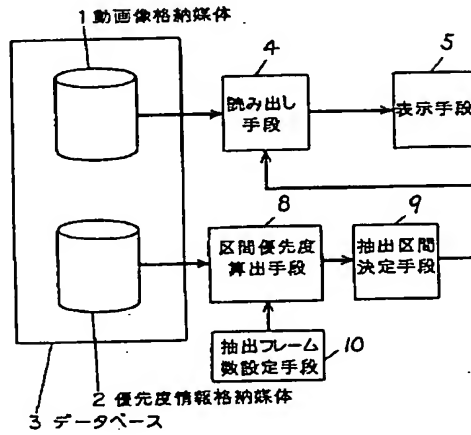 1 動画像格納媒体
4
読み出し
手段
5
表示手段
8
区間優先度
算出手段
9
抽出区間
決定手段
抽出フレーム
数設定手段
10
2 優先度情報格納媒体
3 データベース